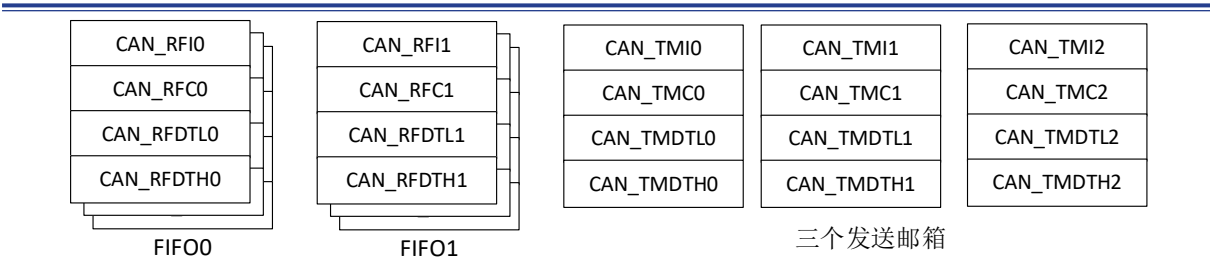 CAN_RFI0
CAN_RFC0
CAN_RFDTL0
CAN_RFDTH0
FIFO0
CAN_RFI1
CAN_RFC1
CAN_RFDTL1
CAN_RFDTH1
FIFO1
CAN_TMI0
CAN_TMC0
CAN_TMDTL0
CAN_TMDTH0
CAN_TMI1
CAN_TMC1
CAN_TMDTL1
CAN_TMDTH1
CAN_TMI2
CAN_TMC2
CAN_TMDTL2
CAN_TMDTH2
三个发送邮箱